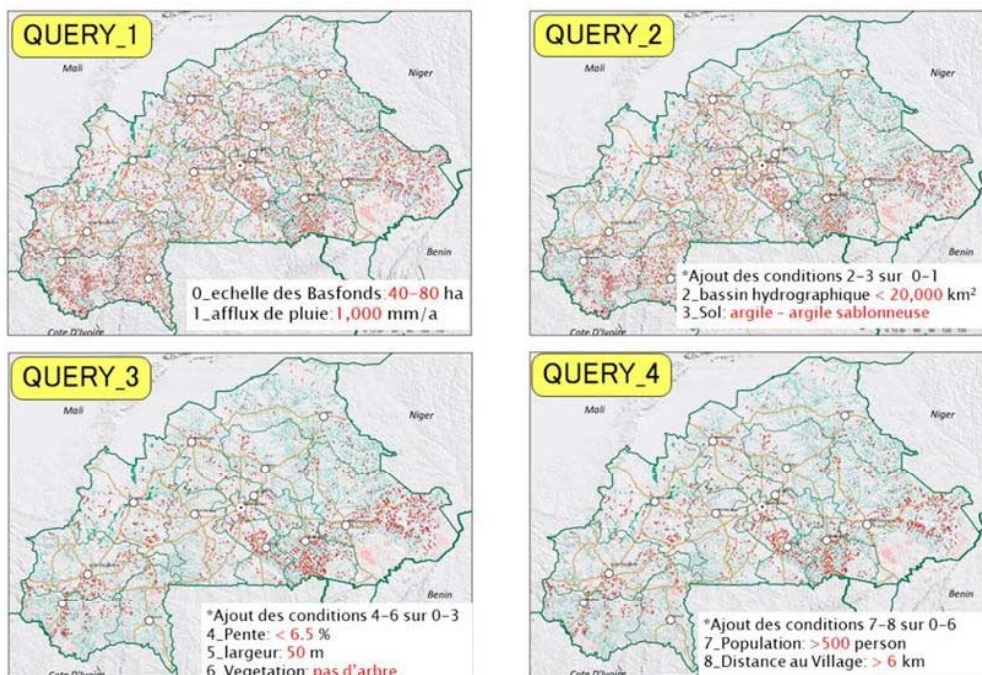 QUERY_1
Mali
Niger
Benin
0_echelle des Basfonds: 40-80 ha
1_afflux de pluie: 1,000 mm/a
Cote D'Ivoire
QUERY_2
Mali
Niger
Benin
*Ajout des conditions 2-3 sur 0-1
2_bassin hydrographique < 20,000 km²
3_Sol: argile - argile sablonneuse
Cote D'Ivoire
QUERY_3
Mali
Niger
Benin
*Ajout des conditions 4-6 sur 0-3
4_Pente: < 6.5 %
5_largeur: 50 m
6_Vegetation: pas d'arbre
Cote D'Ivoire
QUERY_4
Mali
Niger
Benin
*Ajout des conditions 7-8 sur 0-6
7_Population: >500 person
8_Distance au Village: > 6 km
Cote D'Ivoire